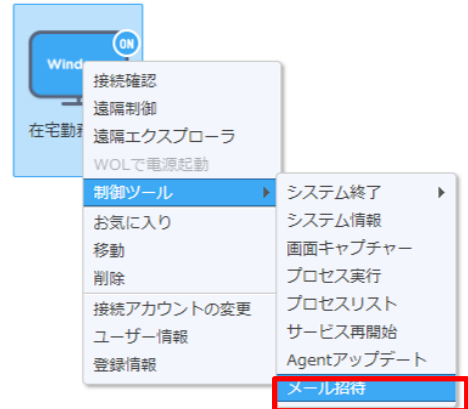 ON
Wind
在宅勤務
接続確認
遠隔制御
遠隔エクスプローラ
WOLで電源起動
制御ツール
お気に入り
移動
削除
接続アカウントの変更
ユーザー情報
登録情報
システム終了
システム情報
画面キャプチャー
プロセス実行
プロセスリスト
サービス再開始
Agentアップデート
メール招待